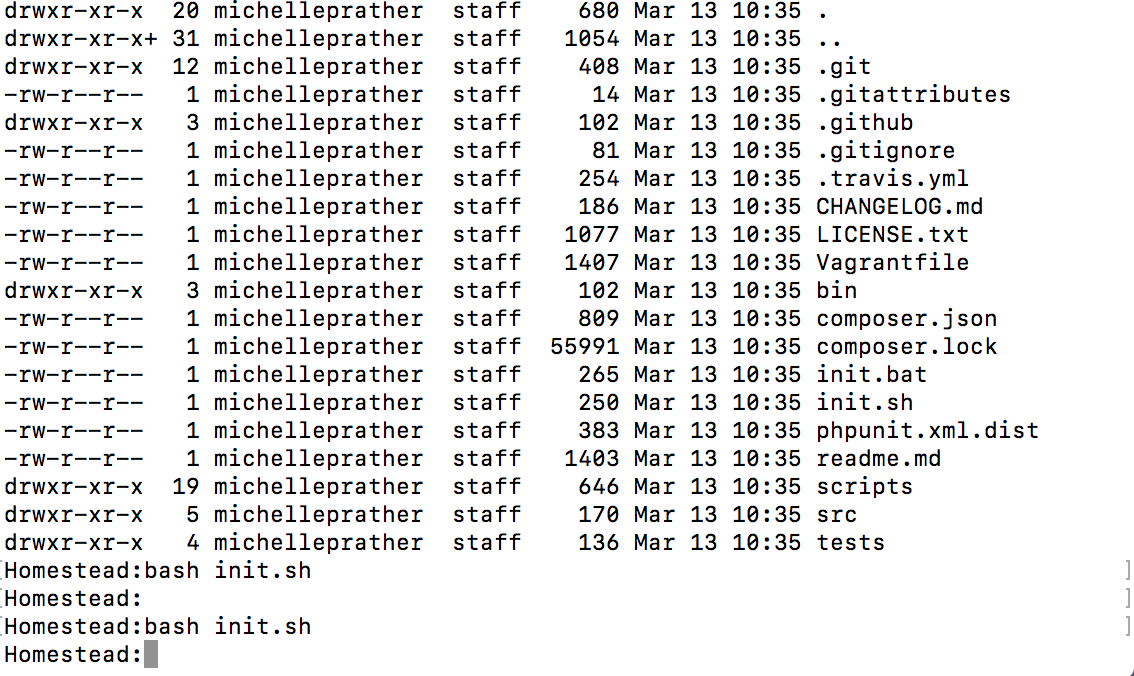 drwxr-xr-x  20 michelleprather  staff    680 Mar 13 10:35 .
drwxr-xr-x+ 31 michelleprather  staff   1054 Mar 13 10:35 ..
drwxr-xr-x  12 michelleprather  staff    408 Mar 13 10:35 .git
-rw-r--r--   1 michelleprather  staff     14 Mar 13 10:35 .gitattributes
drwxr-xr-x   3 michelleprather  staff    102 Mar 13 10:35 .github
-rw-r--r--   1 michelleprather  staff     81 Mar 13 10:35 .gitignore
-rw-r--r--   1 michelleprather  staff    254 Mar 13 10:35 .travis.yml
-rw-r--r--   1 michelleprather  staff    186 Mar 13 10:35 CHANGELOG.md
-rw-r--r--   1 michelleprather  staff   1077 Mar 13 10:35 LICENSE.txt
-rw-r--r--   1 michelleprather  staff   1407 Mar 13 10:35 Vagrantfile
drwxr-xr-x   3 michelleprather  staff    102 Mar 13 10:35 bin
-rw-r--r--   1 michelleprather  staff    809 Mar 13 10:35 composer.json
-rw-r--r--   1 michelleprather  staff  55991 Mar 13 10:35 composer.lock
-rw-r--r--   1 michelleprather  staff    265 Mar 13 10:35 init.bat
-rw-r--r--   1 michelleprather  staff    250 Mar 13 10:35 init.sh
-rw-r--r--   1 michelleprather  staff    383 Mar 13 10:35 phpunit.xml.dist
-rw-r--r--   1 michelleprather  staff   1403 Mar 13 10:35 readme.md
drwxr-xr-x  19 michelleprather  staff    646 Mar 13 10:35 scripts
drwxr-xr-x   5 michelleprather  staff    170 Mar 13 10:35 src
drwxr-xr-x   4 michelleprather  staff    136 Mar 13 10:35 tests
[Homestead:bash init.sh ]
[Homestead: ]
[Homestead:bash init.sh ]
Homestead: